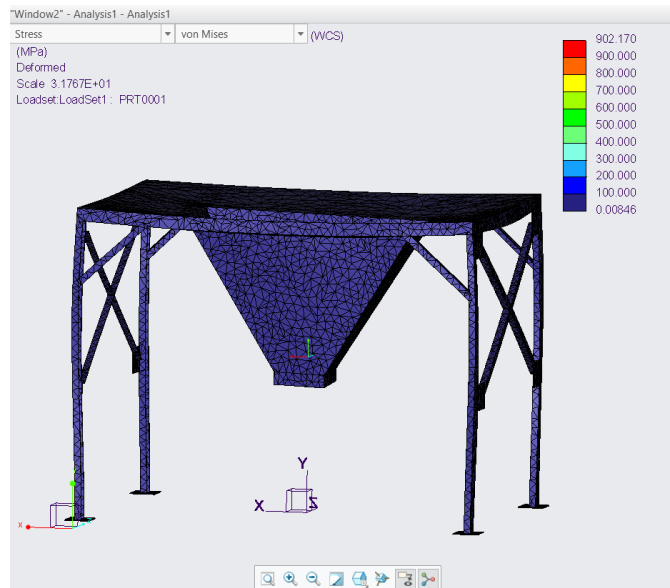 "Window2" - Analysis1 - Analysis1
Stress von Mises (WCS)
(MPa)
Deformed
Scale 3.1767E+01
Loadset:LoadSet1 : PRT0001
902.170
900.000
800.000
700.000
600.000
500.000
400.000
300.000
200.000
100.000
0.00846
Y
X
Z
x